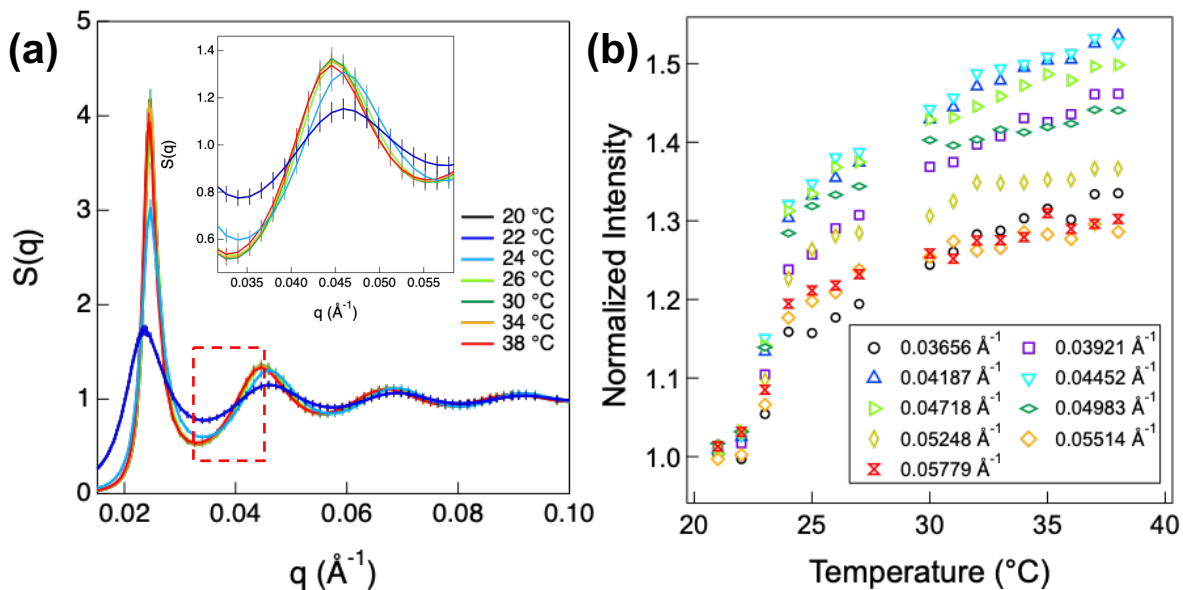 (a)
S(q)
5
4
3
2
1
0
0.02
0.04
0.06
0.08
0.10
q (Å⁻¹)
S(q)
1.4
1.2
1.0
0.8
0.6
0.035
0.040
0.045
0.050
0.055
q (Å⁻¹)
20 °C
22 °C
24 °C
26 °C
30 °C
34 °C
38 °C
(b)
Normalized Intensity
1.5
1.4
1.3
1.2
1.1
1.0
20
25
30
35
40
Temperature (°C)
0.03656 Å⁻¹
0.03921 Å⁻¹
0.04187 Å⁻¹
0.04452 Å⁻¹
0.04718 Å⁻¹
0.04983 Å⁻¹
0.05248 Å⁻¹
0.05514 Å⁻¹
0.05779 Å⁻¹